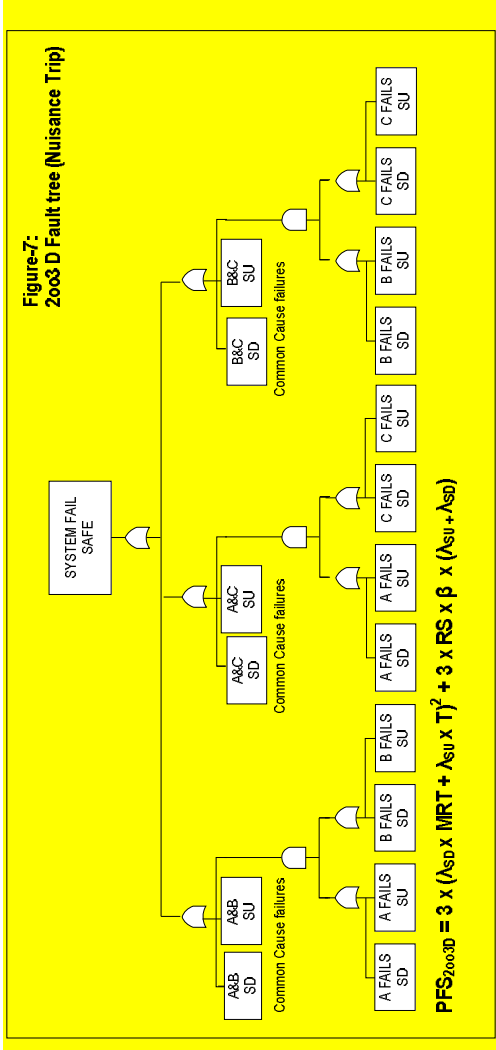 Figure-7:
2oo3 D Fault tree (Nuisance Trip)
SYSTEM FAIL
SAFE
A&B
SD
A&B
SU
Common Cause failures
A&C
SD
A&C
SU
Common Cause failures
B&C
SD
B&C
SU
Common Cause failures
A FAILS
SD
A FAILS
SU
B FAILS
SD
B FAILS
SU
A FAILS
SD
A FAILS
SU
C FAILS
SD
C FAILS
SU
B FAILS
SD
B FAILS
SU
C FAILS
SD
C FAILS
SU
PFS₂ₒₒ₃D = 3 x (λSD x MRT + λSU x T)² + 3 x RS x β x (λSU + λSD)